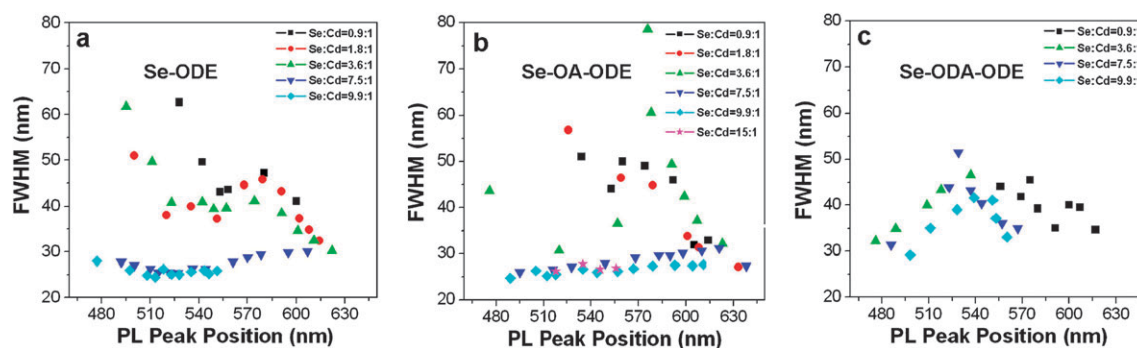 a
Se-ODE
Se:Cd=0.9:1
Se:Cd=1.8:1
Se:Cd=3.6:1
Se:Cd=7.5:1
Se:Cd=9.9:1
FWHM (nm)
80
70
60
50
40
30
20
480 510 540 570 600 630
PL Peak Position (nm)
b
Se-OA-ODE
Se:Cd=0.9:1
Se:Cd=1.8:1
Se:Cd=3.6:1
Se:Cd=7.5:1
Se:Cd=9.9:1
Se:Cd=15:1
FWHM (nm)
80
70
60
50
40
30
20
480 510 540 570 600 630
PL Peak Position (nm)
c
Se-ODA-ODE
Se:Cd=0.9:
Se:Cd=3.6:
Se:Cd=7.5:
Se:Cd=9.9:
FWHM (nm)
80
70
60
50
40
30
20
480 510 540 570 600 630
PL Peak Position (nm)